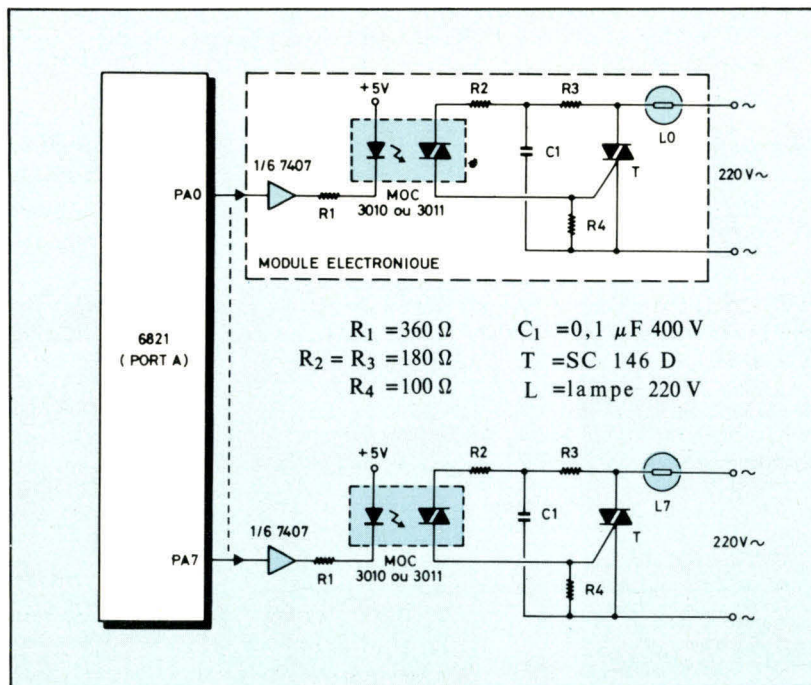 +5V
R2
R3
L0
1/6 7407
C1
T
PA0
R1
MOC
3010 ou 3011
220V~
R4
MODULE ELECTRONIQUE
6821
(PORT A)
R₁ = 360 Ω
R₂ = R₃ = 180 Ω
R₄ = 100 Ω
C₁ = 0,1 µF 400 V
T = SC 146 D
L = lampe 220 V
+5V
R2
R3
L7
1/6 7407
C1
T
PA7
R1
MOC
3010 ou 3011
220V~
R4